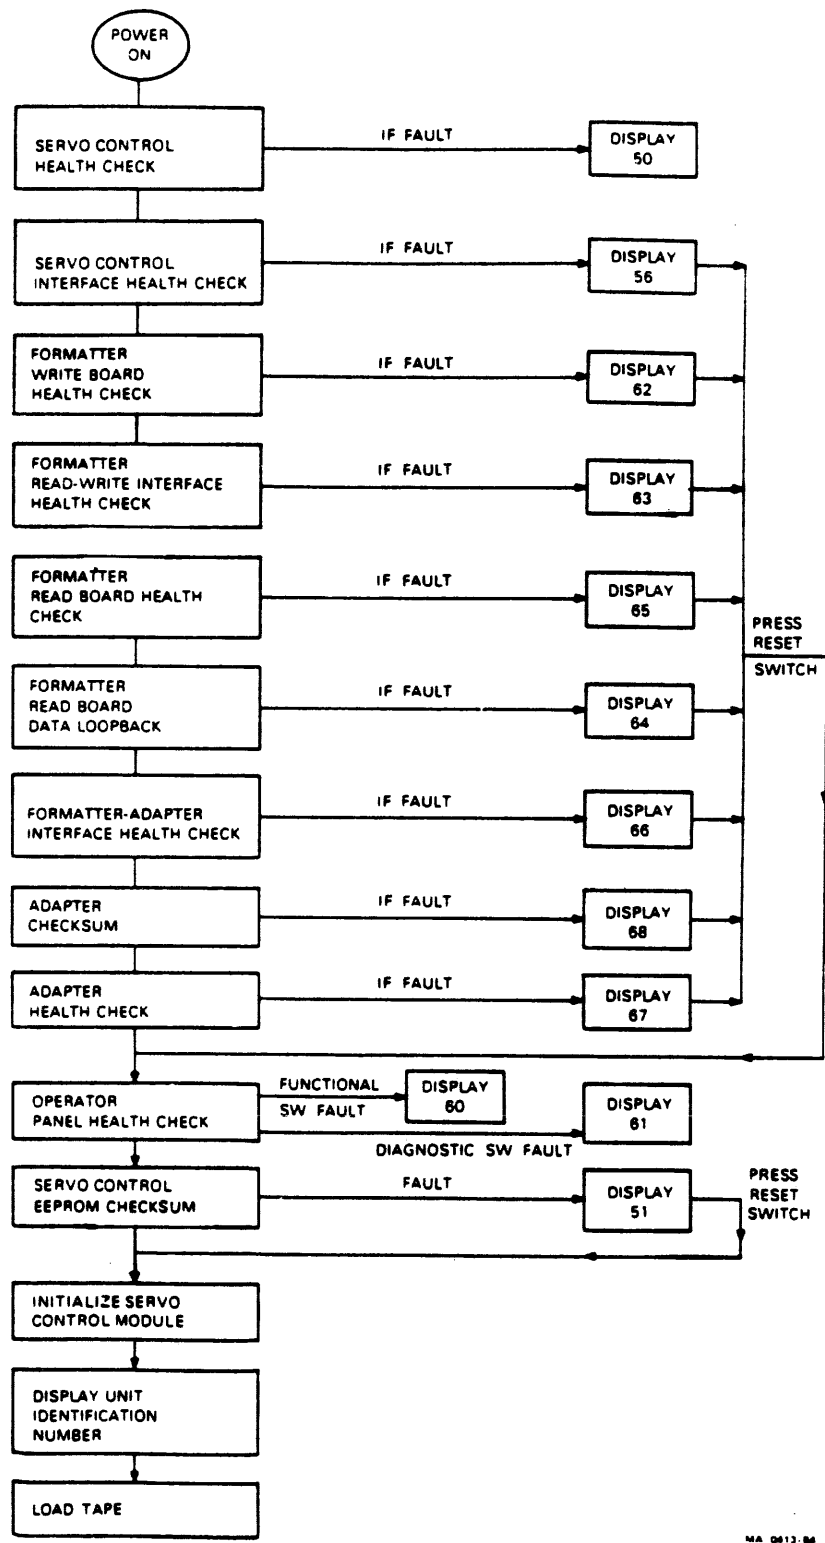 POWER
ON
SERVO CONTROL
HEALTH CHECK
IF FAULT
DISPLAY
50
SERVO CONTROL
INTERFACE HEALTH CHECK
IF FAULT
DISPLAY
56
FORMATTER
WRITE BOARD
HEALTH CHECK
IF FAULT
DISPLAY
62
FORMATTER
READ-WRITE INTERFACE
HEALTH CHECK
IF FAULT
DISPLAY
63
FORMATTER
READ BOARD HEALTH
CHECK
IF FAULT
DISPLAY
65
PRESS
RESET
SWITCH
FORMATTER
READ BOARD
DATA LOOPBACK
IF FAULT
DISPLAY
64
FORMATTER-ADAPTER
INTERFACE HEALTH CHECK
IF FAULT
DISPLAY
66
ADAPTER
CHECKSUM
IF FAULT
DISPLAY
68
ADAPTER
HEALTH CHECK
IF FAULT
DISPLAY
67
OPERATOR
PANEL HEALTH CHECK
FUNCTIONAL
SW FAULT
DISPLAY
60
DIAGNOSTIC SW FAULT
DISPLAY
61
SERVO CONTROL
EEPROM CHECKSUM
FAULT
DISPLAY
51
PRESS
RESET
SWITCH
INITIALIZE SERVO
CONTROL MODULE
DISPLAY UNIT
IDENTIFICATION
NUMBER
LOAD TAPE